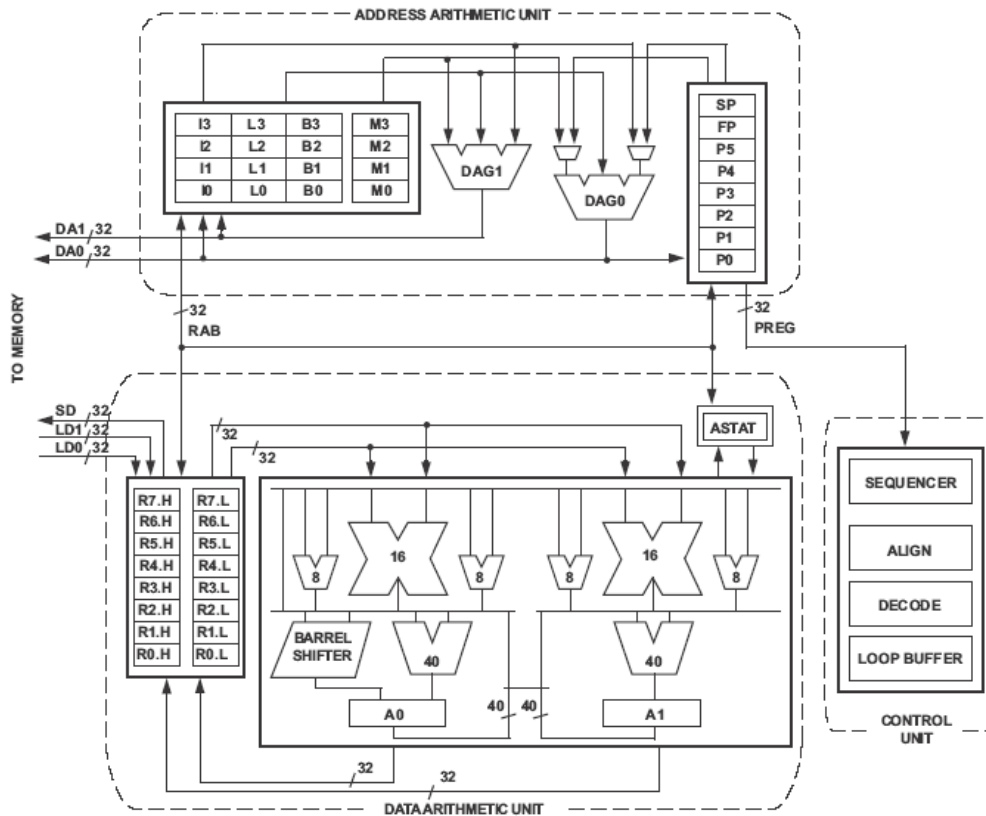 ADDRESS ARITHMETIC UNIT
I3 L3 B3 M3
I2 L2 B2 M2
I1 L1 B1 M1
I0 L0 B0 M0
DAG1
DAG0
SP
FP
P5
P4
P3
P2
P1
P0
DA1 32
DA0 32
32
RAB
32
PREG
TO MEMORY
SD 32
LD1 32
LD0 32
32
32
ASTAT
R7.H R7.L
R6.H R6.L
R5.H R5.L
R4.H R4.L
R3.H R3.L
R2.H R2.L
R1.H R1.L
R0.H R0.L
16
8
8
16
8
8
BARREL
SHIFTER
40
40
A0
40
40
A1
32
32
DATA ARITHMETIC UNIT
SEQUENCER
ALIGN
DECODE
LOOP BUFFER
CONTROL
UNIT